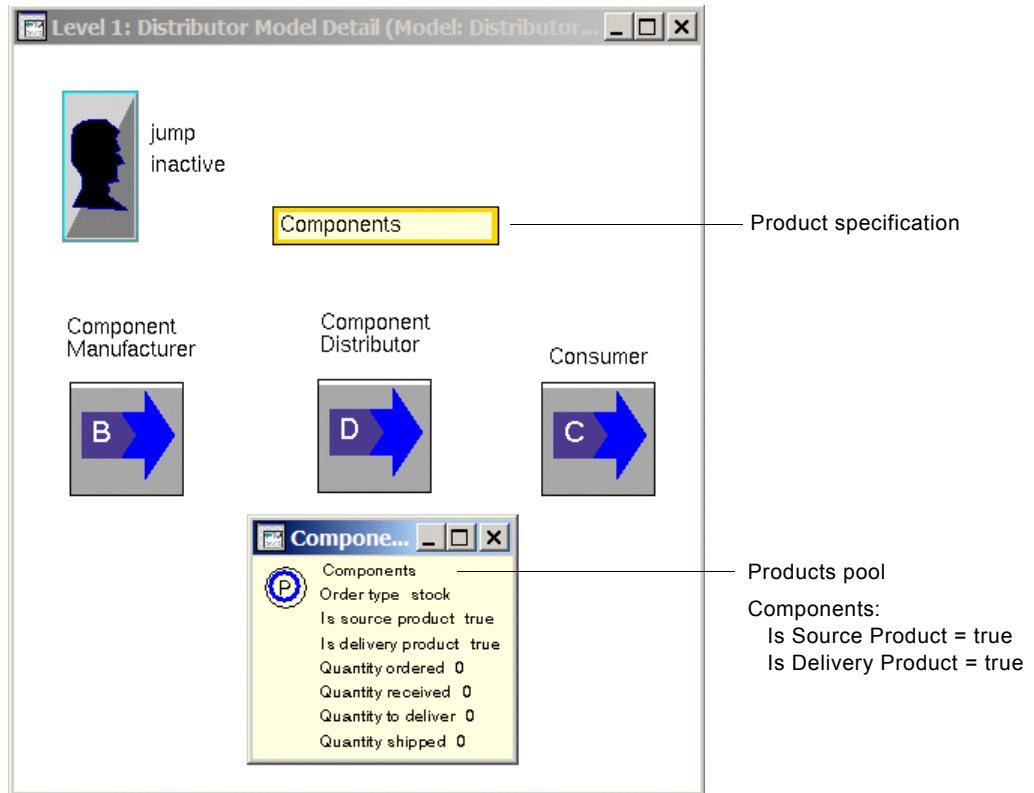 Level 1: Distributor Model Detail (Model: Distributor...
jump
inactive
Components
Product specification
Component
Manufacturer
Component
Distributor
Consumer
B
D
C
Compone...
P
Components
Order type stock
Is source product true
Is delivery product true
Quantity ordered 0
Quantity received 0
Quantity to deliver 0
Quantity shipped 0
Products pool
Components:
Is Source Product = true
Is Delivery Product = true